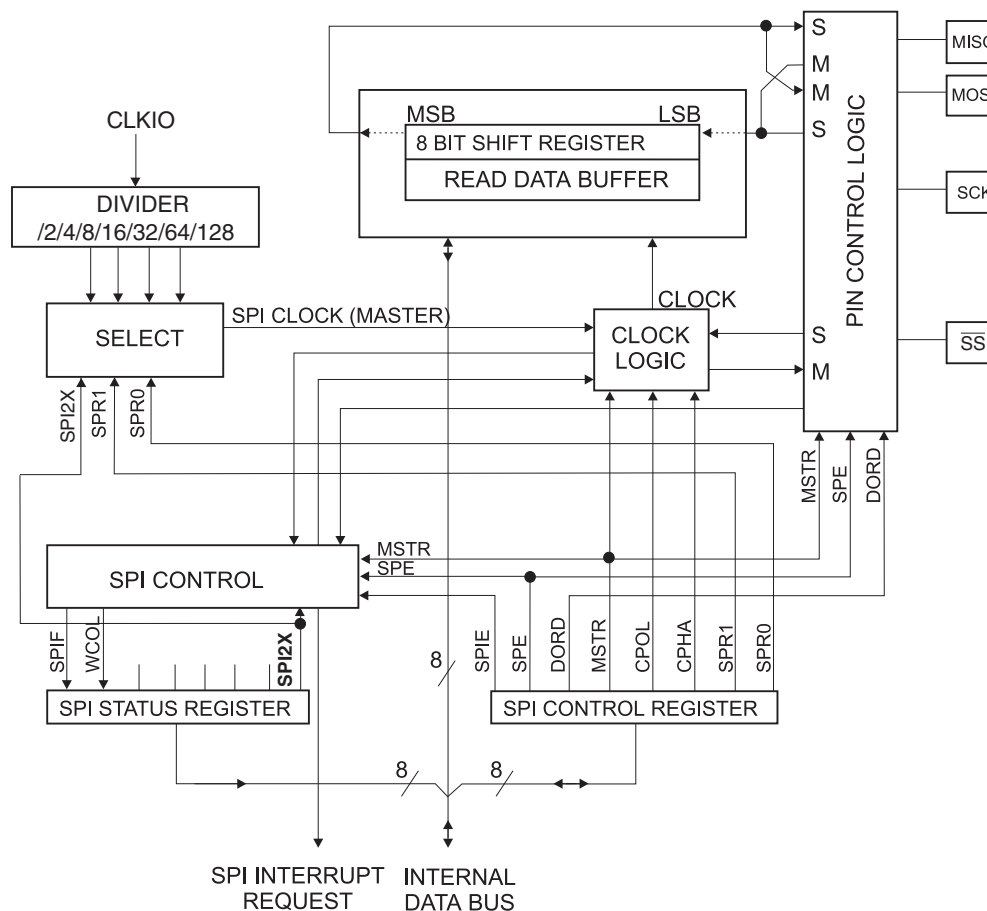 S
MISO
M
MSB
LSB
M
MOSI
CLKIO
8 BIT SHIFT REGISTER
S
READ DATA BUFFER
DIVIDER
/2/4/8/16/32/64/128
SCK
PIN CONTROL LOGIC
CLOCK
SPI CLOCK (MASTER)
SELECT
CLOCK
LOGIC
S
SS
M
SPI2X
SPR1
SPR0
MSTR
SPE
DORD
MSTR
SPE
SPI CONTROL
SPIF
WCOL
SPI2X
SPIE
SPE
DORD
MSTR
CPOL
CPHA
SPR1
SPR0
8
SPI STATUS REGISTER
SPI CONTROL REGISTER
8
8
SPI INTERRUPT
REQUEST
INTERNAL
DATA BUS